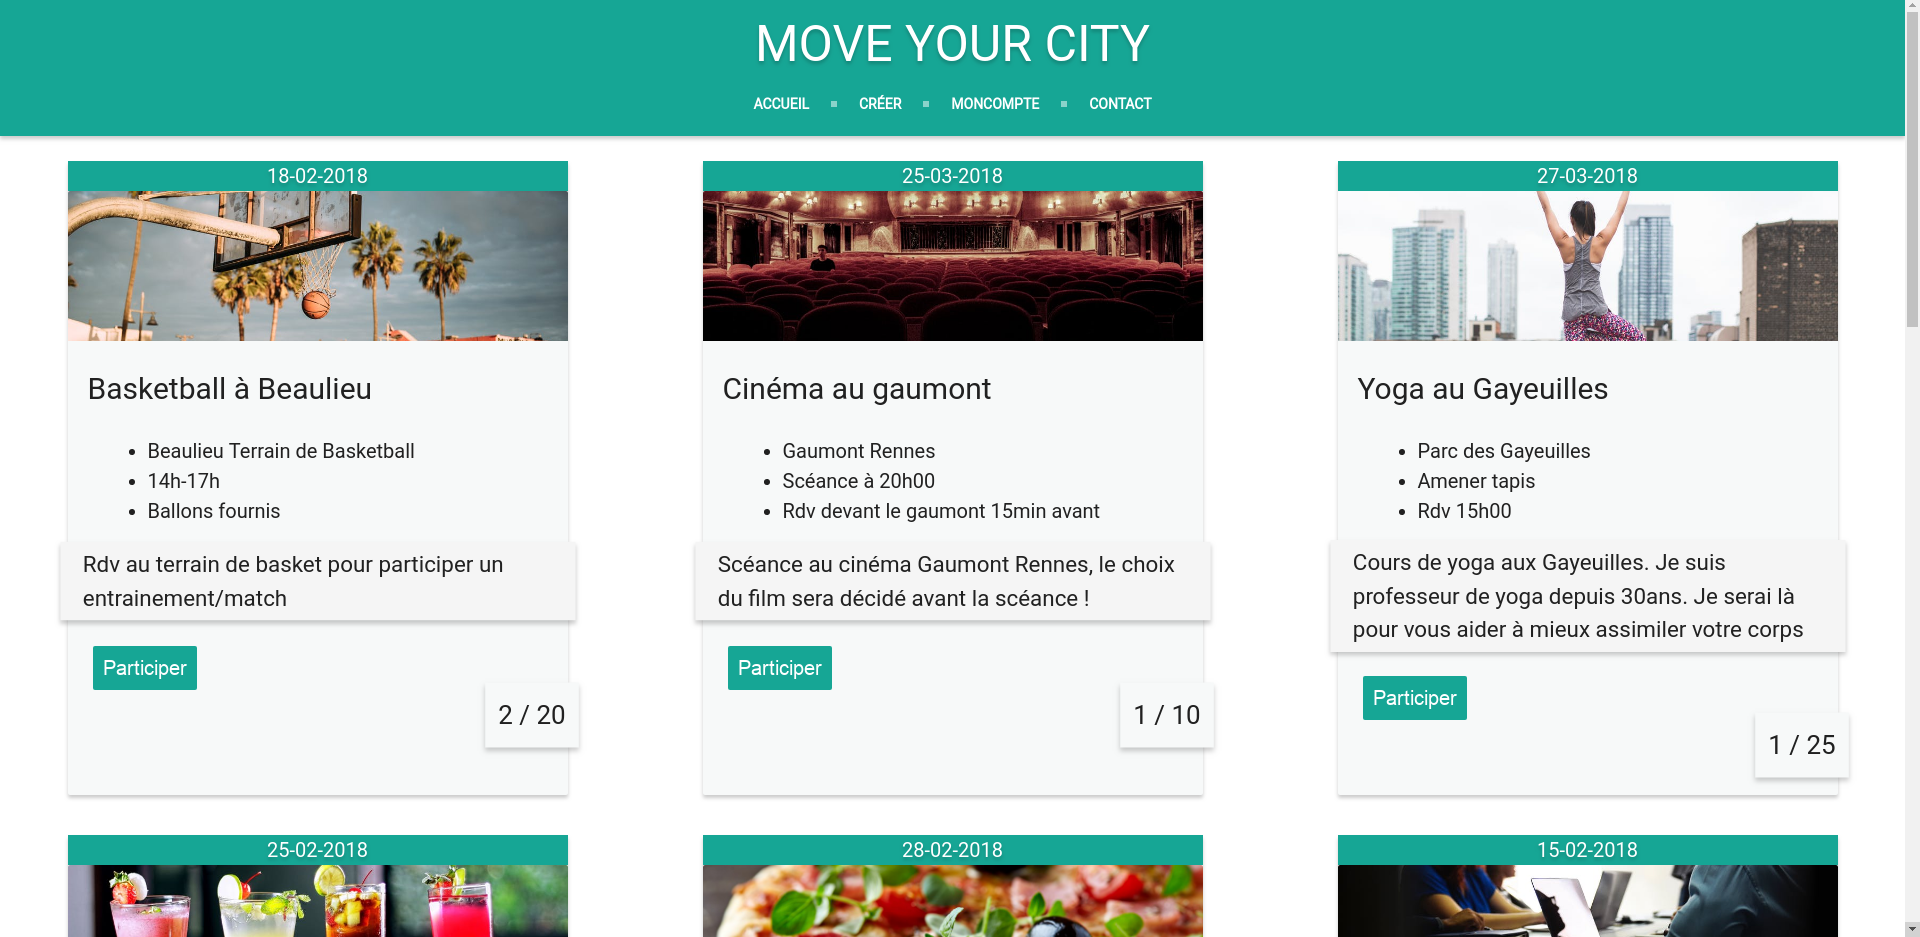 MOVE YOUR CITY
ACCUEIL
CRÉER
MONCOMPTE
CONTACT
18-02-2018
Basketball à Beaulieu
Beaulieu Terrain de Basketball
14h-17h
Ballons fournis
Rdv au terrain de basket pour participer un
entrainement/match
Participer
2 / 20
25-03-2018
Cinéma au gaumont
Gaumont Rennes
Scéance à 20h00
Rdv devant le gaumont 15min avant
Scéance au cinéma Gaumont Rennes, le choix
du film sera décidé avant la scéance !
Participer
1 / 10
27-03-2018
Yoga au Gayeuilles
Parc des Gayeuilles
Amener tapis
Rdv 15h00
Cours de yoga aux Gayeuilles. Je suis
professeur de yoga depuis 30ans. Je serai là
pour vous aider à mieux assimiler votre corps
Participer
1 / 25
25-02-2018
28-02-2018
15-02-2018